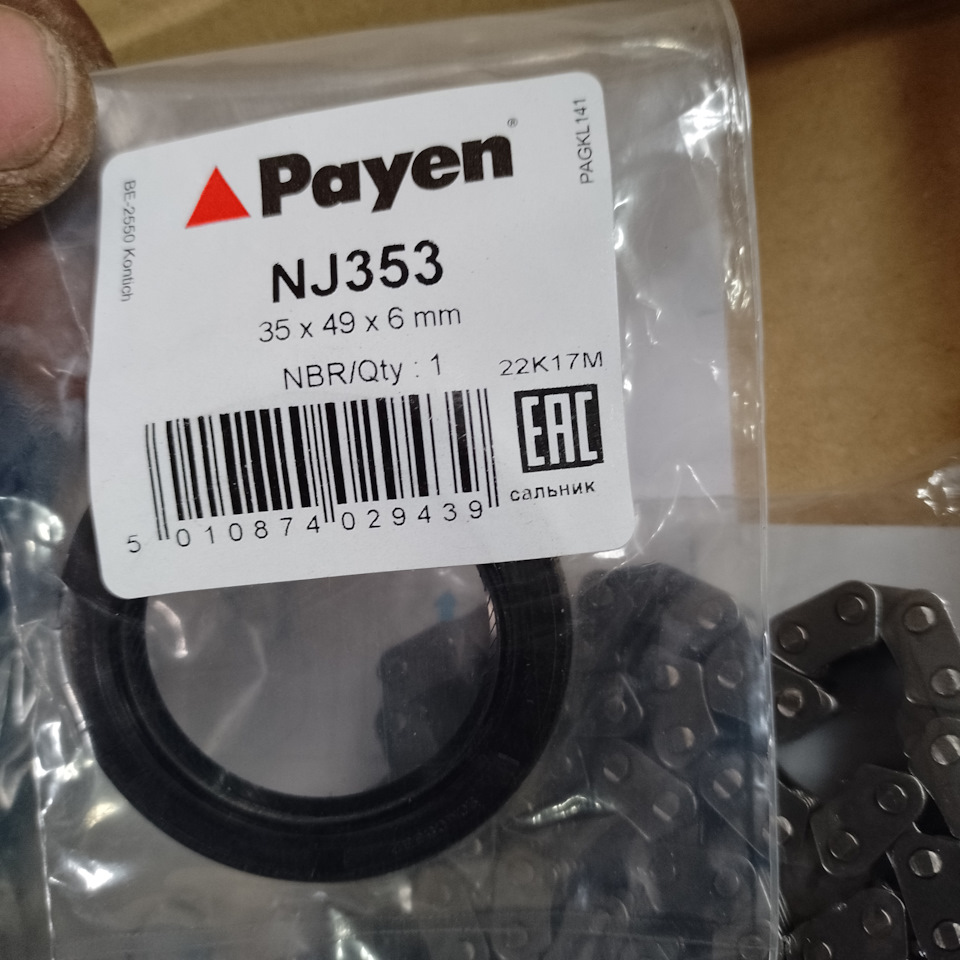 Payen®
PAGKL141
BE-2550 Kontich
NJ353
35 x 49 x 6 mm
NBR/Qty : 1
22K17M
EAC
сальник
5 010874 029439